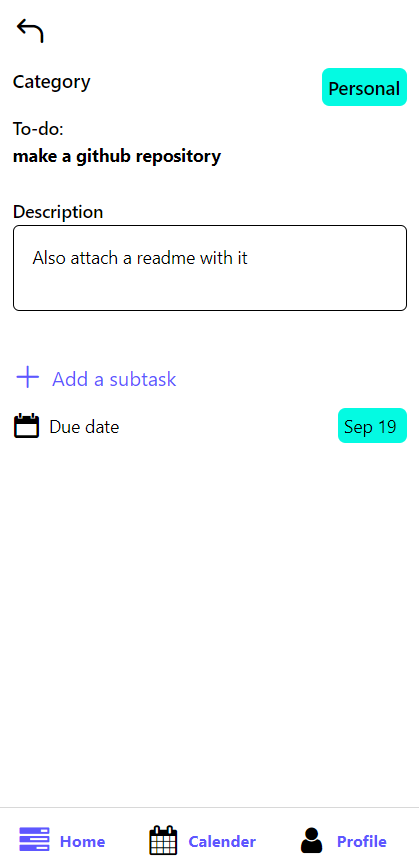 Category
Personal
To-do:
make a github repository
Description
Also attach a readme with it
Add a subtask
Due date
Sep 19
Home
Calender
Profile